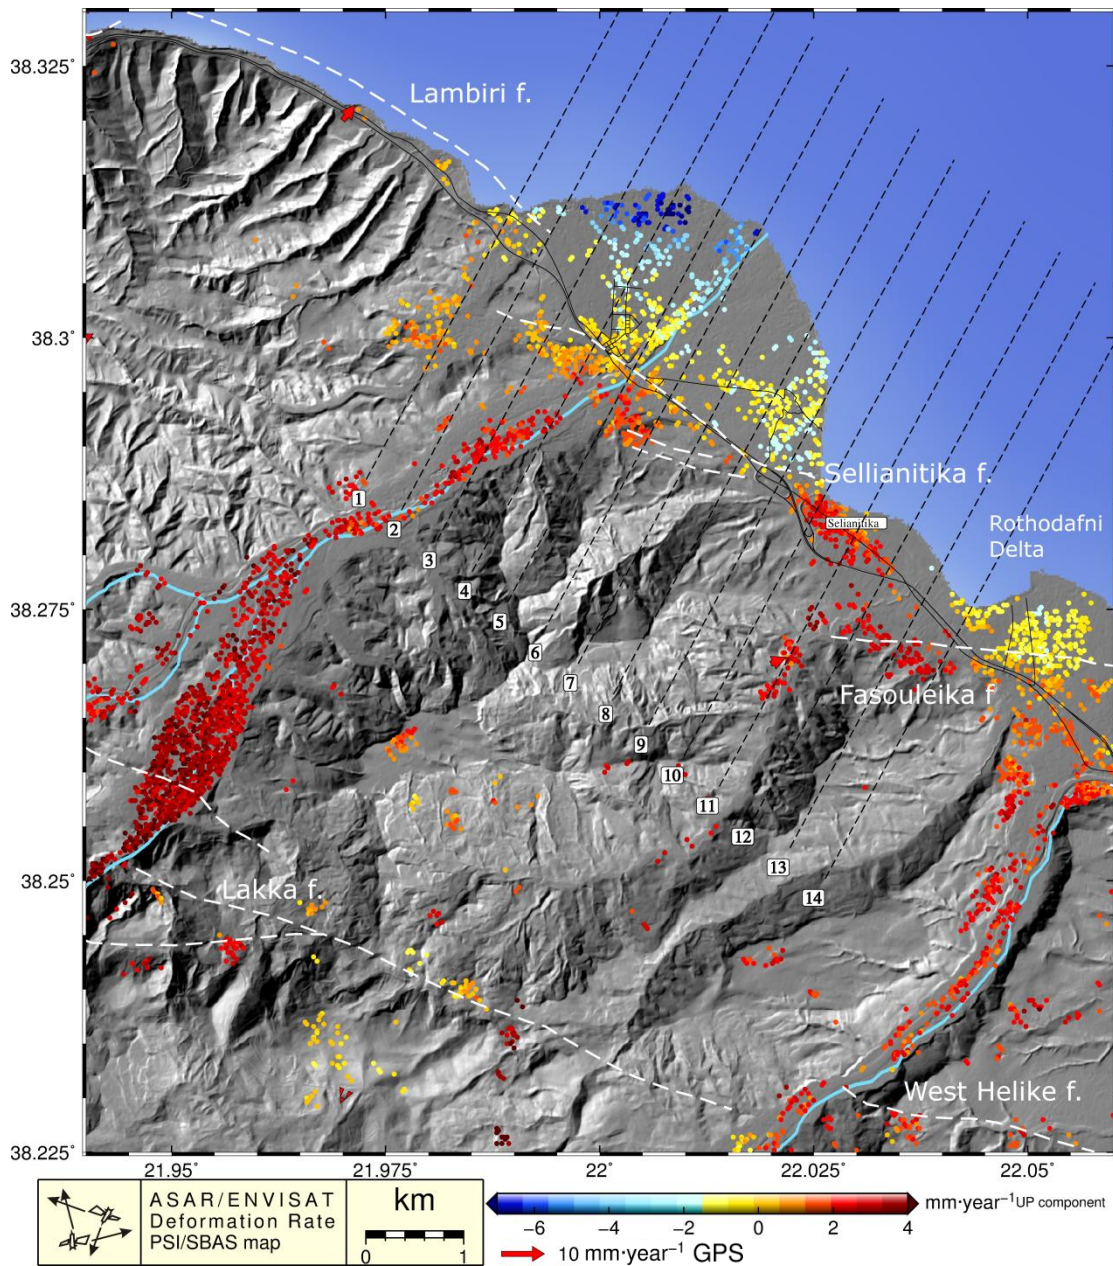 38.325°
Lambiri f.
38.3°
1
2
3
4
5
6
7
8
9
10
11
12
13
14
Sellianitika f.
Selianitika
Rothodafni
Delta
38.275°
Fasouleika f
38.25°
Lakka f.
West Helike f.
38.225°
21.95° 21.975° 22° 22.025° 22.05°
ASAR/ENVISAT
Deformation Rate
PSI/SBAS map
km
0 1
mm·year⁻¹ UP component
−6 −4 −2 0 2 4
10 mm·year⁻¹ GPS